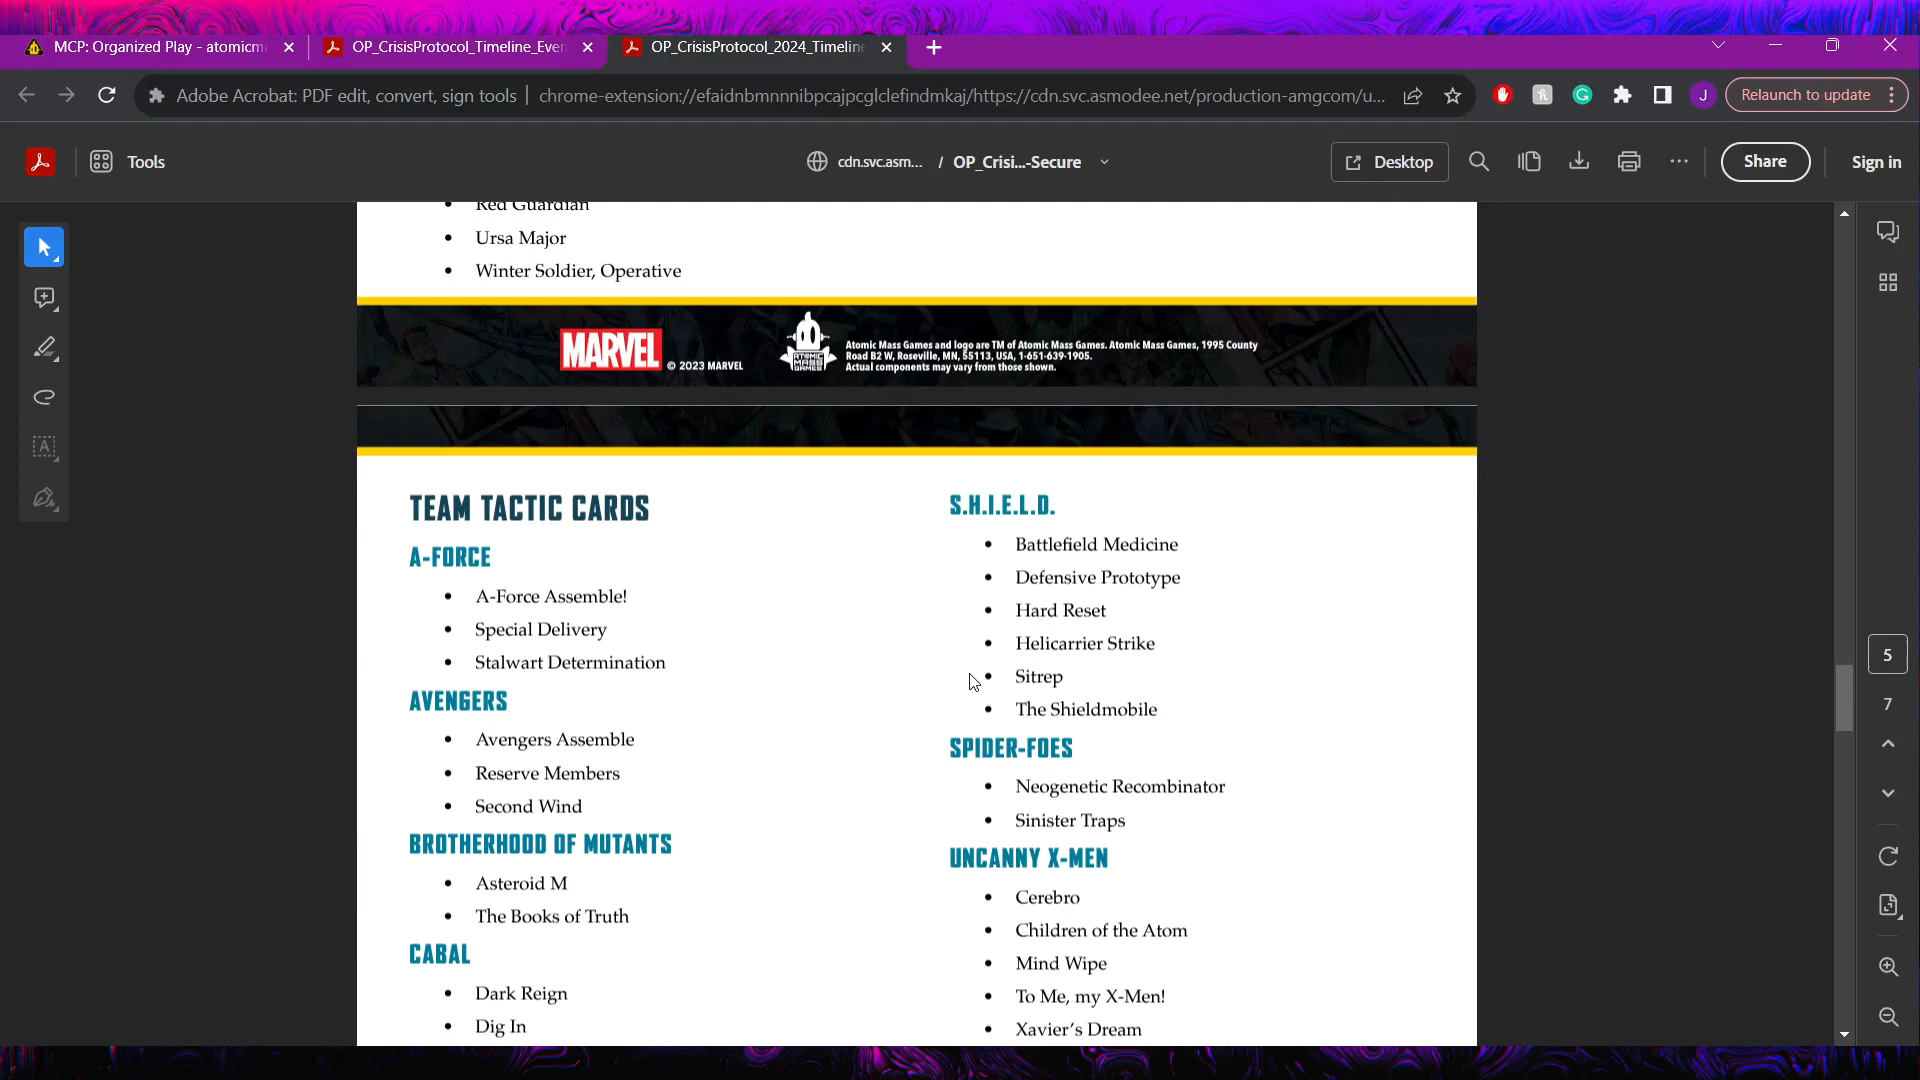 MCP: Organized Play - atomicm
OP_CrisisProtocol_Timeline_Even
OP_CrisisProtocol_2024_Timeline
Adobe Acrobat: PDF edit, convert, sign tools
chrome-extension://efaidnbmnnnibpcajpcglclefindmkaj/https://cdn.svc.asmodee.net/production-amgcom/u...
J
Relaunch to update
Tools
cdn.svc.asm... / OP_Crisi...-Secure
Desktop
Share
Sign in
• Red Guardian
• Ursa Major
• Winter Soldier, Operative
MARVEL © 2023 MARVEL
ATOMIC MASS GAMES
Atomic Mass Games and logo are TM of Atomic Mass Games. Atomic Mass Games, 1995 County
Road B2 W, Roseville, MN, 55113, USA, 1-651-639-1905.
Actual components may vary from those shown.
TEAM TACTIC CARDS
A-FORCE
• A-Force Assemble!
• Special Delivery
• Stalwart Determination
AVENGERS
• Avengers Assemble
• Reserve Members
• Second Wind
BROTHERHOOD OF MUTANTS
• Asteroid M
• The Books of Truth
CABAL
• Dark Reign
• Dig In
S.H.I.E.L.D.
• Battlefield Medicine
• Defensive Prototype
• Hard Reset
• Helicarrier Strike
• Sitrep
• The Shieldmobile
SPIDER-FOES
• Neogenetic Recombinator
• Sinister Traps
UNCANNY X-MEN
• Cerebro
• Children of the Atom
• Mind Wipe
• To Me, my X-Men!
• Xavier's Dream
5
7